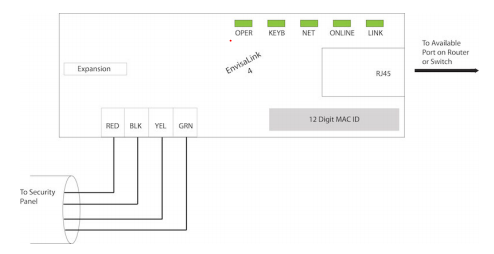 OPER KEYB NET ONLINE LINK
EnvisaLink
4
To Available
Port on Router
or Switch
Expansion
RJ45
RED BLK YEL GRN
12 Digit MAC ID
To Security
Panel